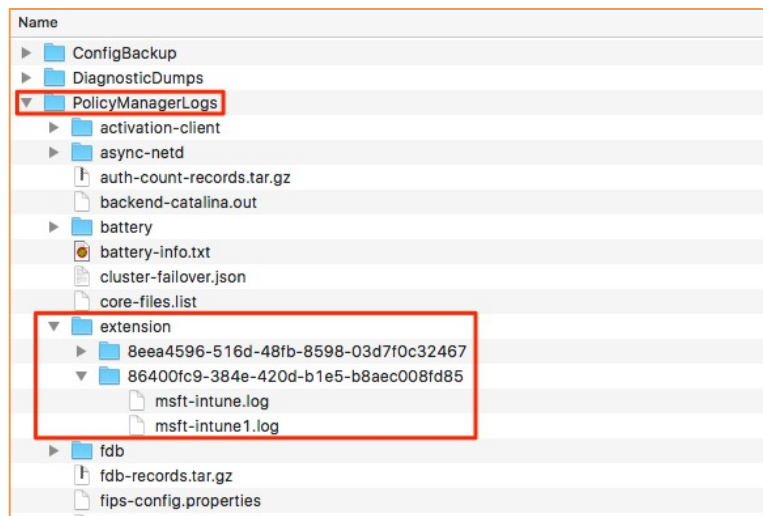 Name
ConfigBackup
DiagnosticDumps
PolicyManagerLogs
activation-client
async-netd
auth-count-records.tar.gz
backend-catalina.out
battery
battery-info.txt
cluster-failover.json
core-files.list
extension
8eea4596-516d-48fb-8598-03d7f0c32467
86400fc9-384e-420d-b1e5-b8aec008fd85
msft-intune.log
msft-intune1.log
fdb
fdb-records.tar.gz
fips-config.properties